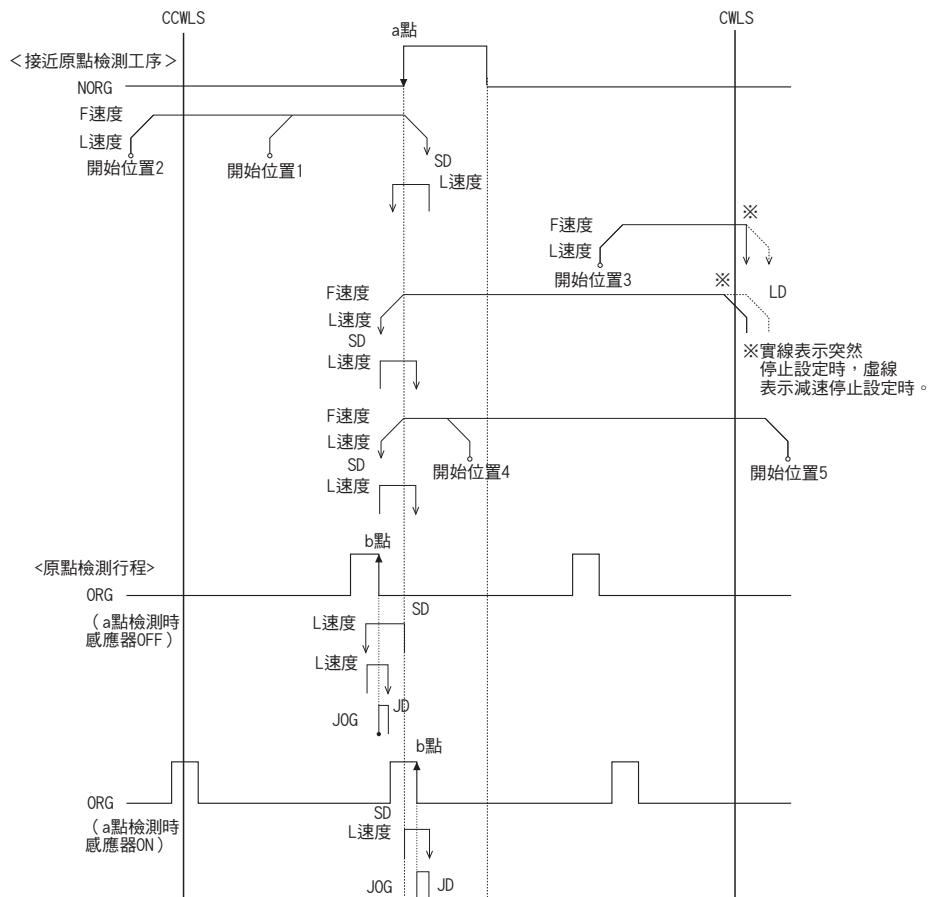 CCWLS
CWLS
a點
＜接近原點檢測工序＞
NORG
F速度
L速度
開始位置2
開始位置1
SD
L速度
F速度
※
L速度
開始位置3
LD
F速度
※
L速度
SD
L速度
※實線表示突然
停止設定時，虛線
表示減速停止設定時。
F速度
L速度
SD
開始位置4
開始位置5
L速度
b點
<原點檢測行程>
ORG
SD
（a點檢測時
感應器OFF）
L速度
L速度
JD
JOG
b點
ORG
SD
（a點檢測時
感應器ON）
L速度
JOG
JD